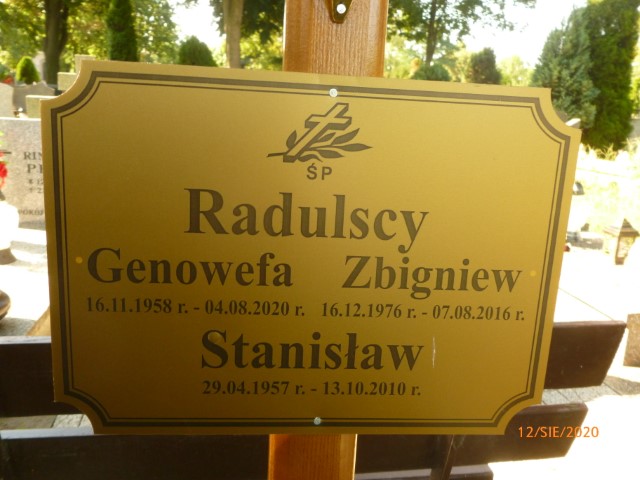 ŚP
Radulscy
Genowefa Zbigniew
16.11.1958 r. - 04.08.2020 r. 16.12.1976 r. - 07.08.2016 r.
Stanisław
29.04.1957 r. - 13.10.2010 r.
12/SIE/2020